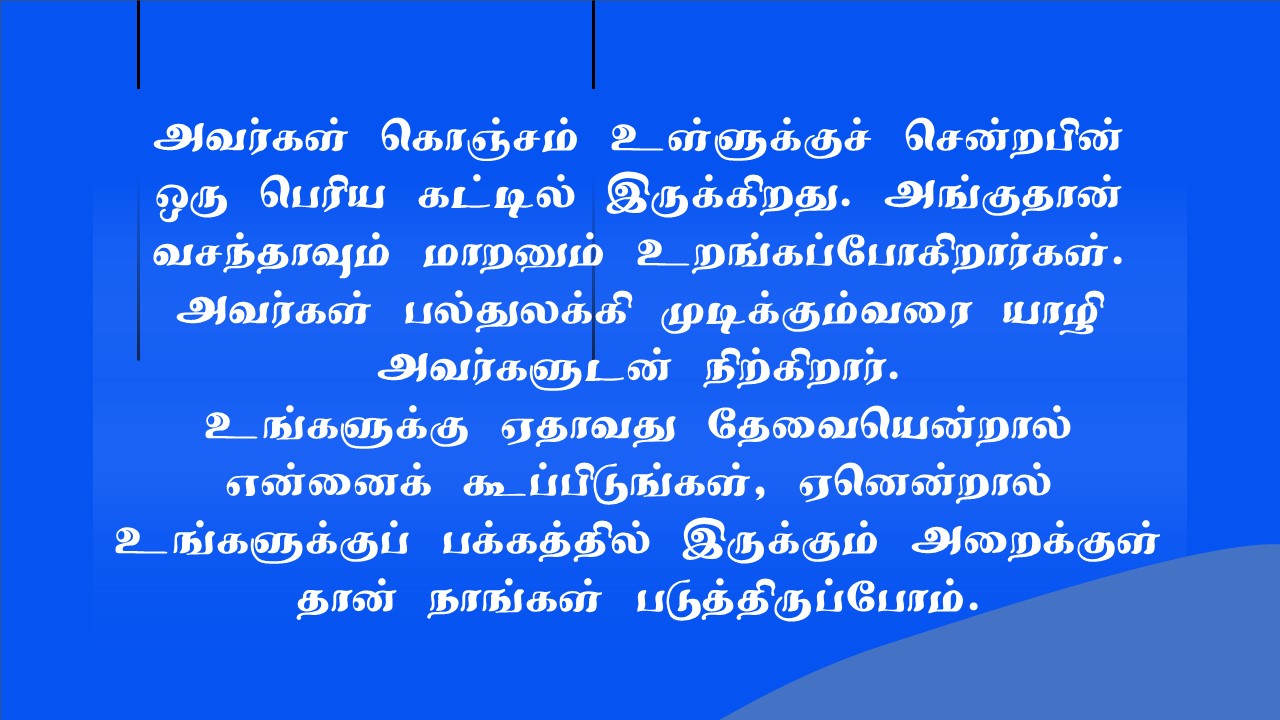 அவர்கள் கொஞ்சம் உள்ளுக்குச் சென்றபின்
ஒரு பெரிய கட்டில் இருக்கிறது. அங்குதான்
வசந்தாவும் மாறனும் உறங்கப்போகிறார்கள்.
அவர்கள் பல்துலக்கி முடிக்கும்வரை யாழி
அவர்களுடன் நிற்கிறார்.
உங்களுக்கு ஏதாவது தேவையென்றால்
என்னைக் கூப்பிடுங்கள், ஏனென்றால்
உங்களுக்குப் பக்கத்தில் இருக்கும் அறைக்குள்
தான் நாங்கள் படுத்திருப்போம்.